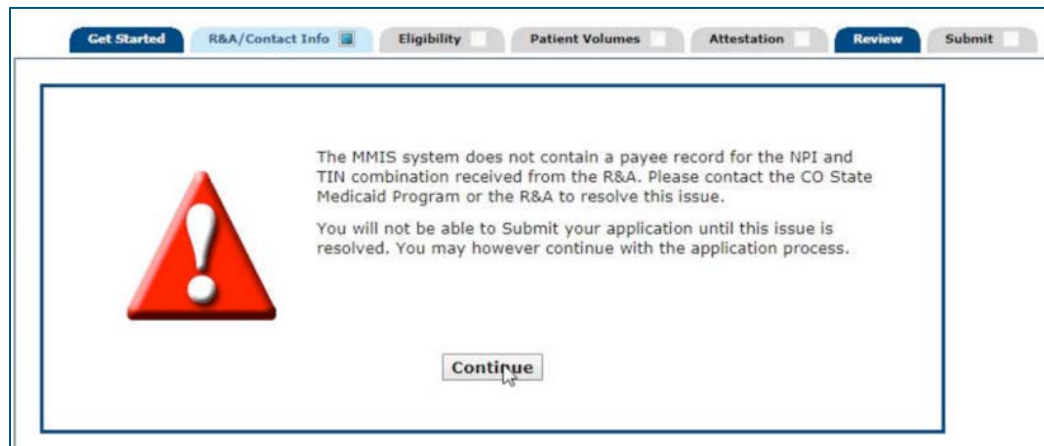 Get Started R&A/Contact Info Eligibility Patient Volumes Attestation Review Submit
The MMIS system does not contain a payee record for the NPI and
TIN combination received from the R&A. Please contact the CO State
Medicaid Program or the R&A to resolve this issue.
You will not be able to Submit your application until this issue is
resolved. You may however continue with the application process.
Continue